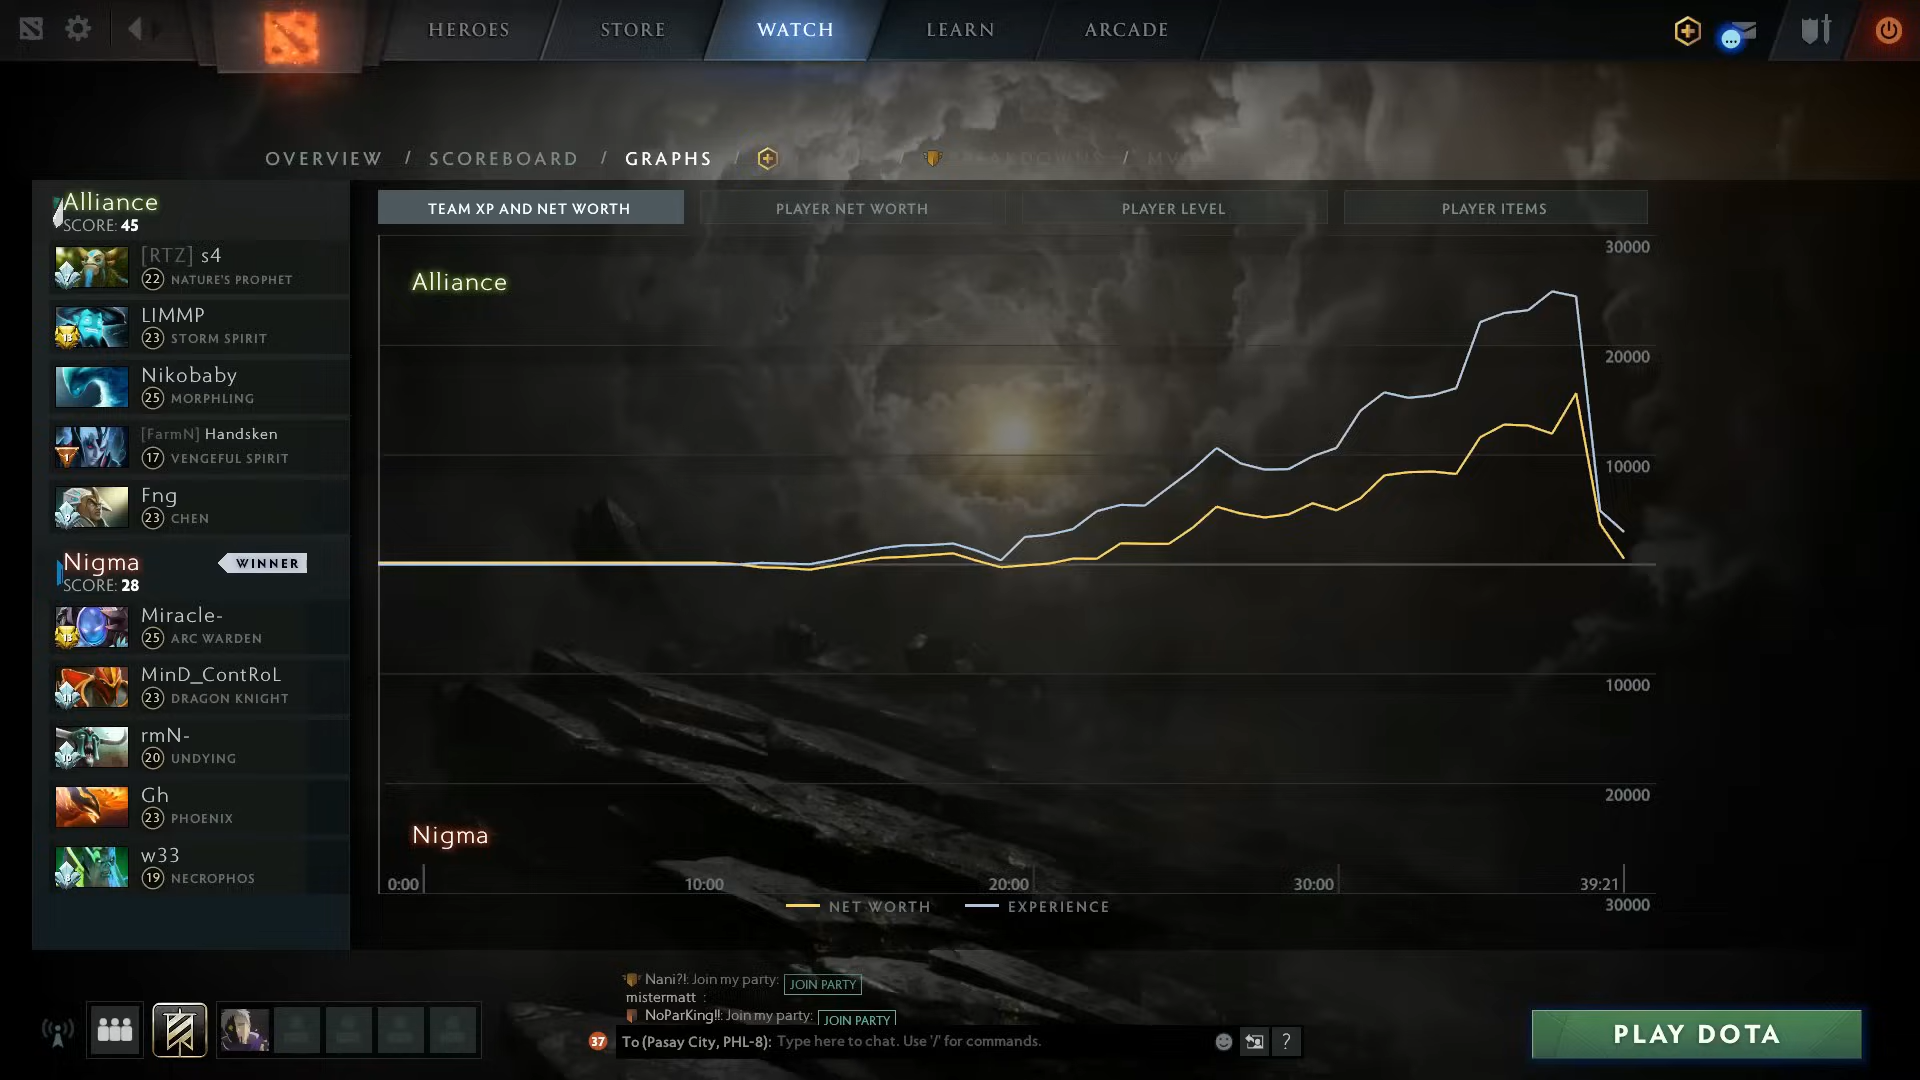 HEROES
STORE
WATCH
LEARN
ARCADE
OVERVIEW / SCOREBOARD / GRAPHS /
TEAM XP AND NET WORTH
PLAYER NET WORTH
PLAYER LEVEL
PLAYER ITEMS
Alliance
SCORE: 45
[RTZ] s4
22 NATURE'S PROPHET
LIMMP
13
23 STORM SPIRIT
Nikobaby
25 MORPHLING
[FarmN] Handsken
1
17 VENGEFUL SPIRIT
Fng
23 CHEN
Nigma
WINNER
SCORE: 28
Miracle-
13
25 ARC WARDEN
MinD_ContRoL
11
23 DRAGON KNIGHT
rmN-
10
20 UNDYING
Gh
23 PHOENIX
w33
19 NECROPHOS
Alliance
30000
20000
10000
10000
20000
30000
Nigma
0:00
10:00
20:00
30:00
39:21
NET WORTH
EXPERIENCE
Nani?!: Join my party: JOIN PARTY
mistermatt :
NoParKing!!: Join my party: JOIN PARTY
37 To (Pasay City, PHL-8): Type here to chat. Use '/' for commands.
?
PLAY DOTA